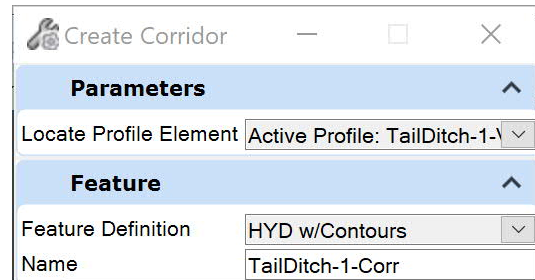 Create Corridor
Parameters
Locate Profile Element Active Profile: TailDitch-1-
Feature
Feature Definition HYD w/Contours
Name TailDitch-1-Corr